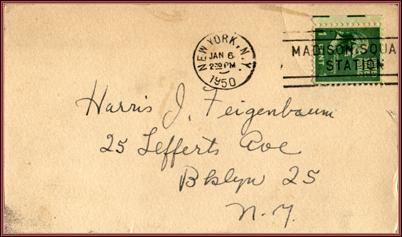 NEW YORK, N.Y.
JAN 6
2 30 PM
1950
MADISON SQUA
STATION
Harris J. Feigenbaum
25 Lefferts Ave
Bklyn 25
N.Y.